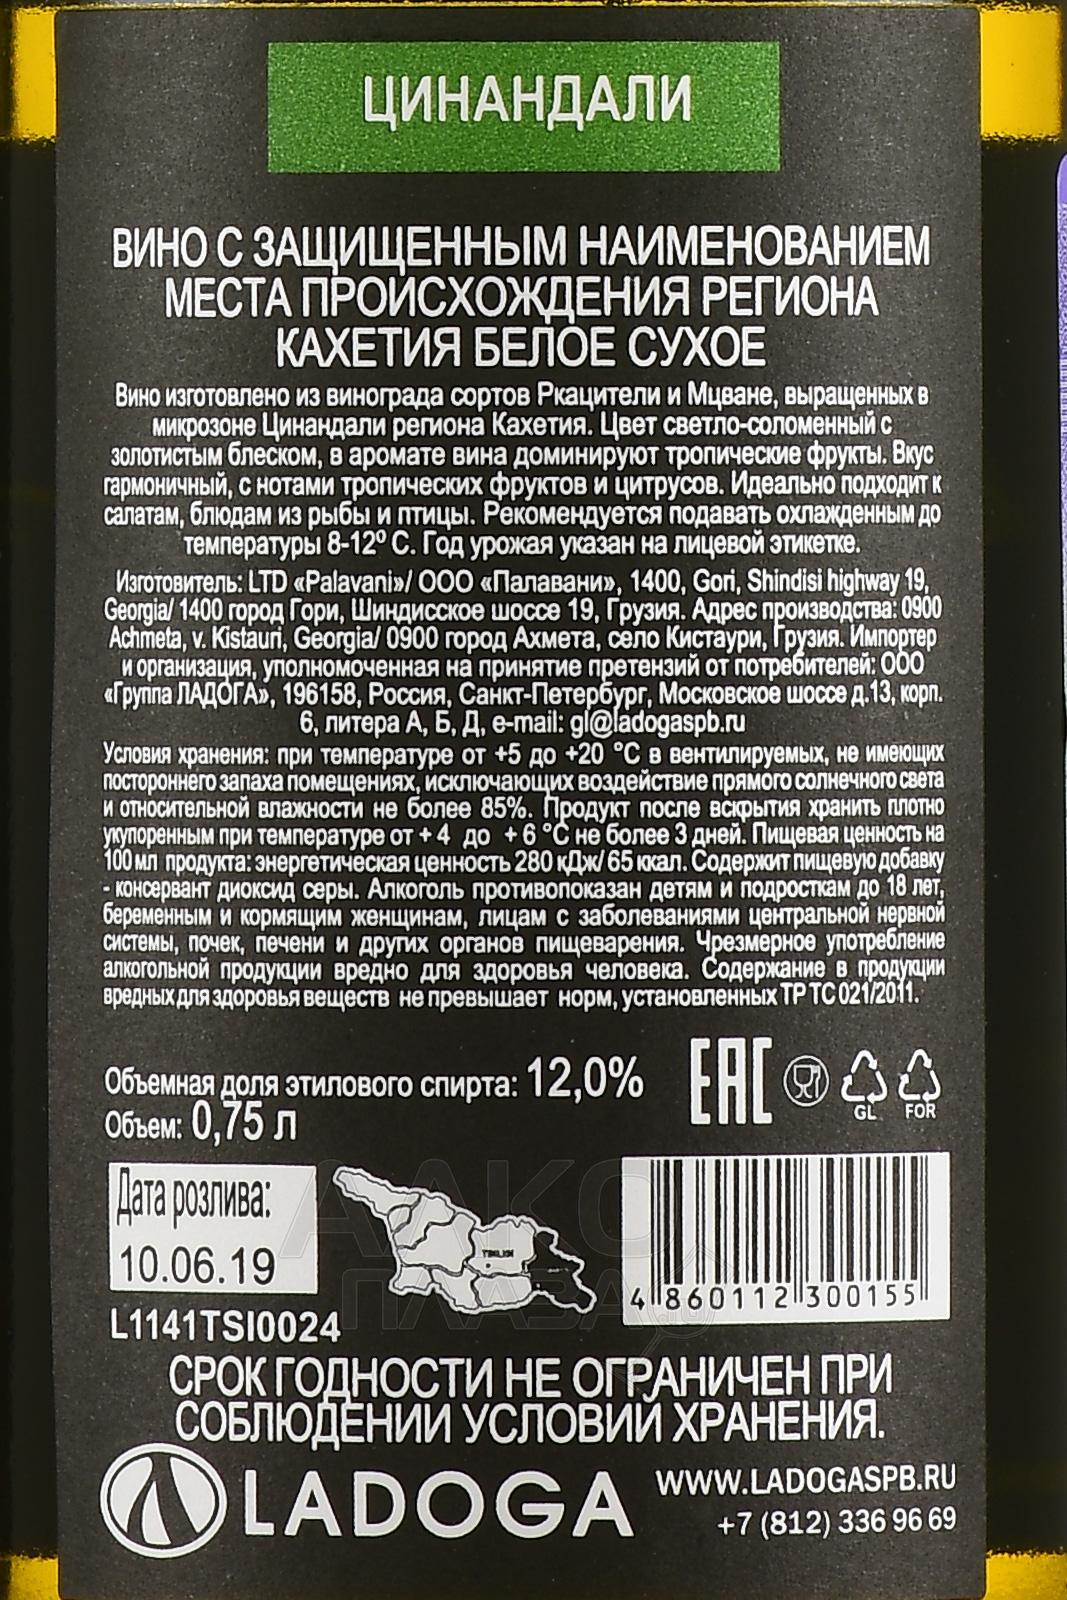 ЦИНАНДАЛИ
ВИНО С ЗАЩИЩЕННЫМ НАИМЕНОВАНИЕМ
МЕСТА ПРОИСХОЖДЕНИЯ РЕГИОНА
КАХЕТИЯ БЕЛОЕ СУХОЕ
Вино изготовлено из винограда сортов Ркацители и Мцване, выращенных в
микрозоне Цинандали региона Кахетия. Цвет светло-соломенный с
золотистым блеском, в аромате вина доминируют тропические фрукты. Вкус
гармоничный, с нотами тропических фруктов и цитрусов. Идеально подходит к
салатам, блюдам из рыбы и птицы. Рекомендуется подавать охлажденным до
температуры 8-12º С. Год урожая указан на лицевой этикетке.
Изготовитель: LTD «Palavani»/ ООО «Палавани», 1400, Gori, Shindisi highway 19,
Georgia/ 1400 город Гори, Шиндисское шоссе 19, Грузия. Адрес производства: 0900
Achmeta, v. Kistauri, Georgia/ 0900 город Ахмета, село Кистаури, Грузия. Импортер
и организация, уполномоченная на принятие претензий от потребителей: ООО
«Группа ЛАДОГА», 196158, Россия, Санкт-Петербург, Московское шоссе д.13, корп.
6, литера А, Б, Д, e-mail: gl@ladogaspb.ru
Условия хранения: при температуре от +5 до +20 °С в вентилируемых, не имеющих
постороннего запаха помещениях, исключающих воздействие прямого солнечного света
и относительной влажности не более 85%. Продукт после вскрытия хранить плотно
укупоренным при температуре от + 4 до + 6 °С не более 3 дней. Пищевая ценность на
100 мл продукта: энергетическая ценность 280 кДж/ 65 ккал. Содержит пищевую добавку
- консервант диоксид серы. Алкоголь противопоказан детям и подросткам до 18 лет,
беременным и кормящим женщинам, лицам с заболеваниями центральной нервной
системы, почек, печени и других органов пищеварения. Чрезмерное употребление
алкогольной продукции вредно для здоровья человека. Содержание в продукции
вредных для здоровья веществ не превышает норм, установленных ТР ТС 021/2011.
Объемная доля этилового спирта: 12,0%
Объем: 0,75 л
EAC
GL FOR
Дата розлива:
10.06.19
TBILISI
4 860112 300155
L1141TSI0024
АЛКО
ПЛАЗА
СРОК ГОДНОСТИ НЕ ОГРАНИЧЕН ПРИ
СОБЛЮДЕНИИ УСЛОВИЙ ХРАНЕНИЯ.
LADOGA
WWW.LADOGASPB.RU
+7 (812) 336 96 69